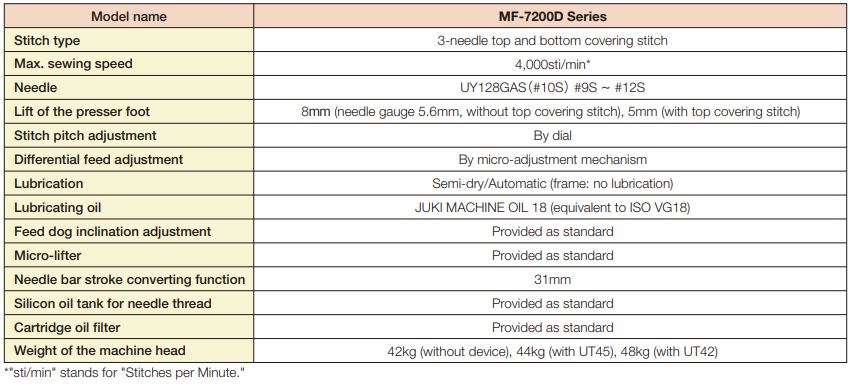 Model name MF-7200D Series
Stitch type 3-needle top and bottom covering stitch
Max. sewing speed 4,000sti/min*
Needle UY128GAS（#10S） #9S ~ #12S
Lift of the presser foot 8mm (needle gauge 5.6mm, without top covering stitch), 5mm (with top covering stitch)
Stitch pitch adjustment By dial
Differential feed adjustment By micro-adjustment mechanism
Lubrication Semi-dry/Automatic (frame: no lubrication)
Lubricating oil JUKI MACHINE OIL 18 (equivalent to ISO VG18)
Feed dog inclination adjustment Provided as standard
Micro-lifter Provided as standard
Needle bar stroke converting function 31mm
Silicon oil tank for needle thread Provided as standard
Cartridge oil filter Provided as standard
Weight of the machine head 42kg (without device), 44kg (with UT45), 48kg (with UT42)
*"sti/min" stands for "Stitches per Minute."